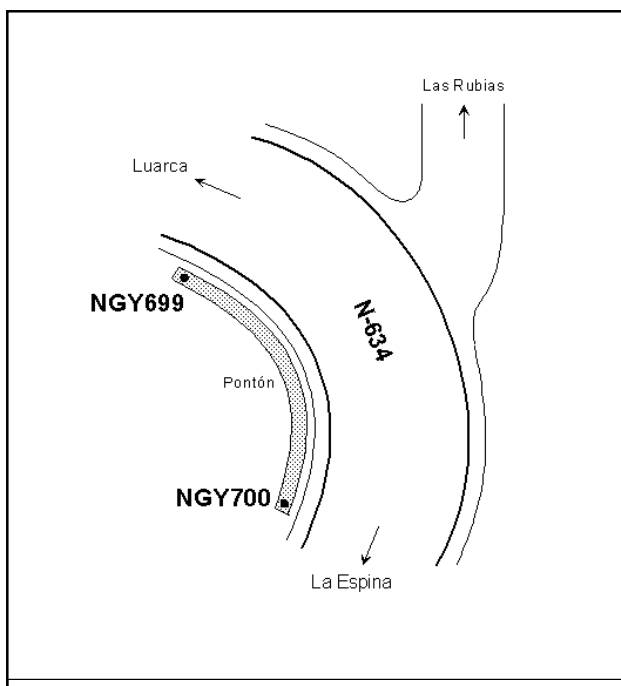 Las Rubias
Luarca
NGY699
N-634
Pontón
NGY700
La Espina